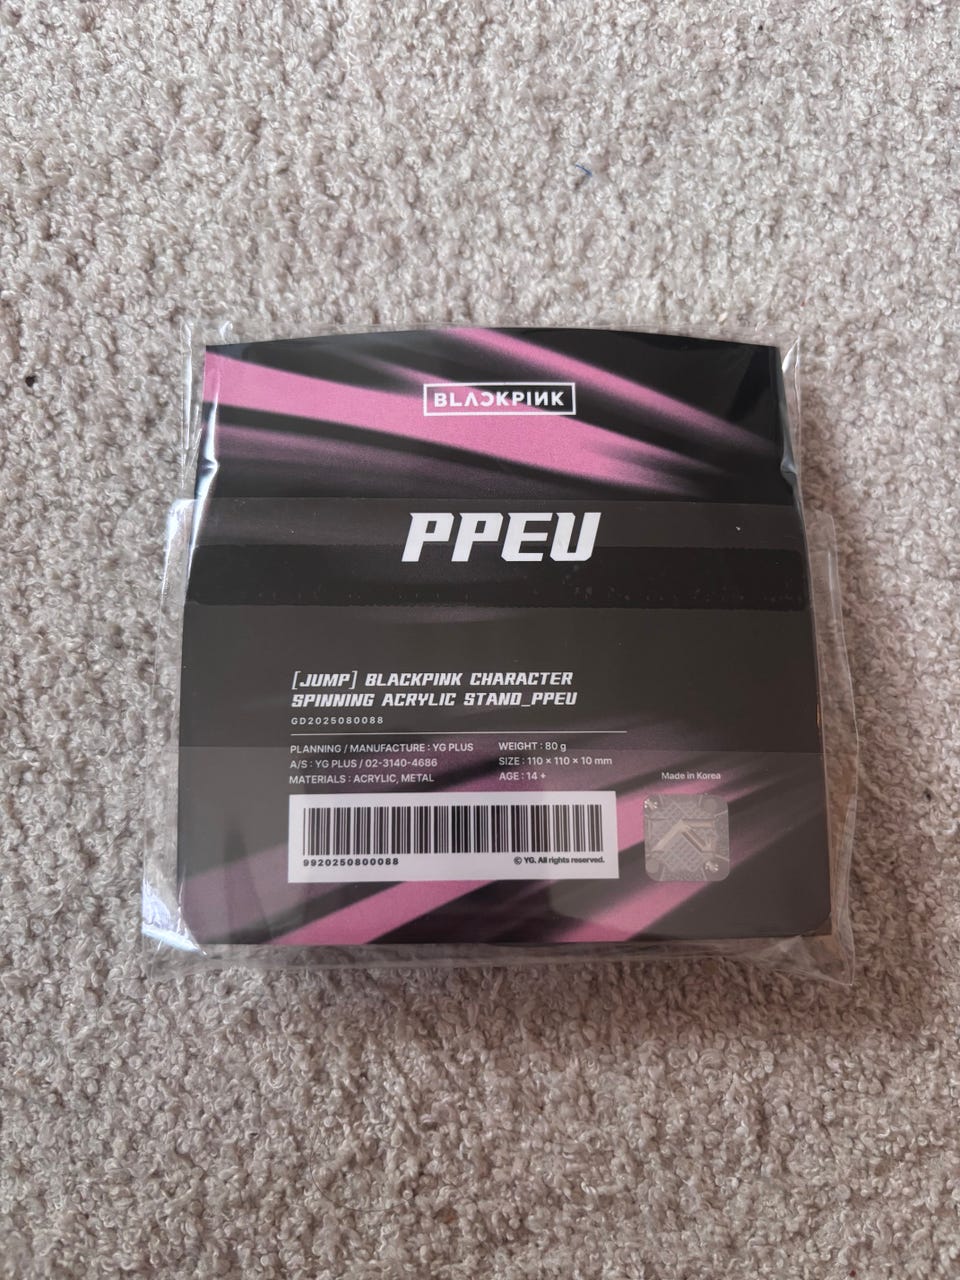 BLACKPINK
PPEU
[JUMP] BLACKPINK CHARACTER
SPINNING ACRYLIC STAND_PPEU
GD2025080088
PLANNING / MANUFACTURE : YG PLUS
A/S : YG PLUS / 02-3140-4686
MATERIALS : ACRYLIC, METAL
WEIGHT : 80 g
SIZE : 110 × 110 × 10 mm
AGE : 14 +
Made in Korea
9920250800088
© YG. All rights reserved.